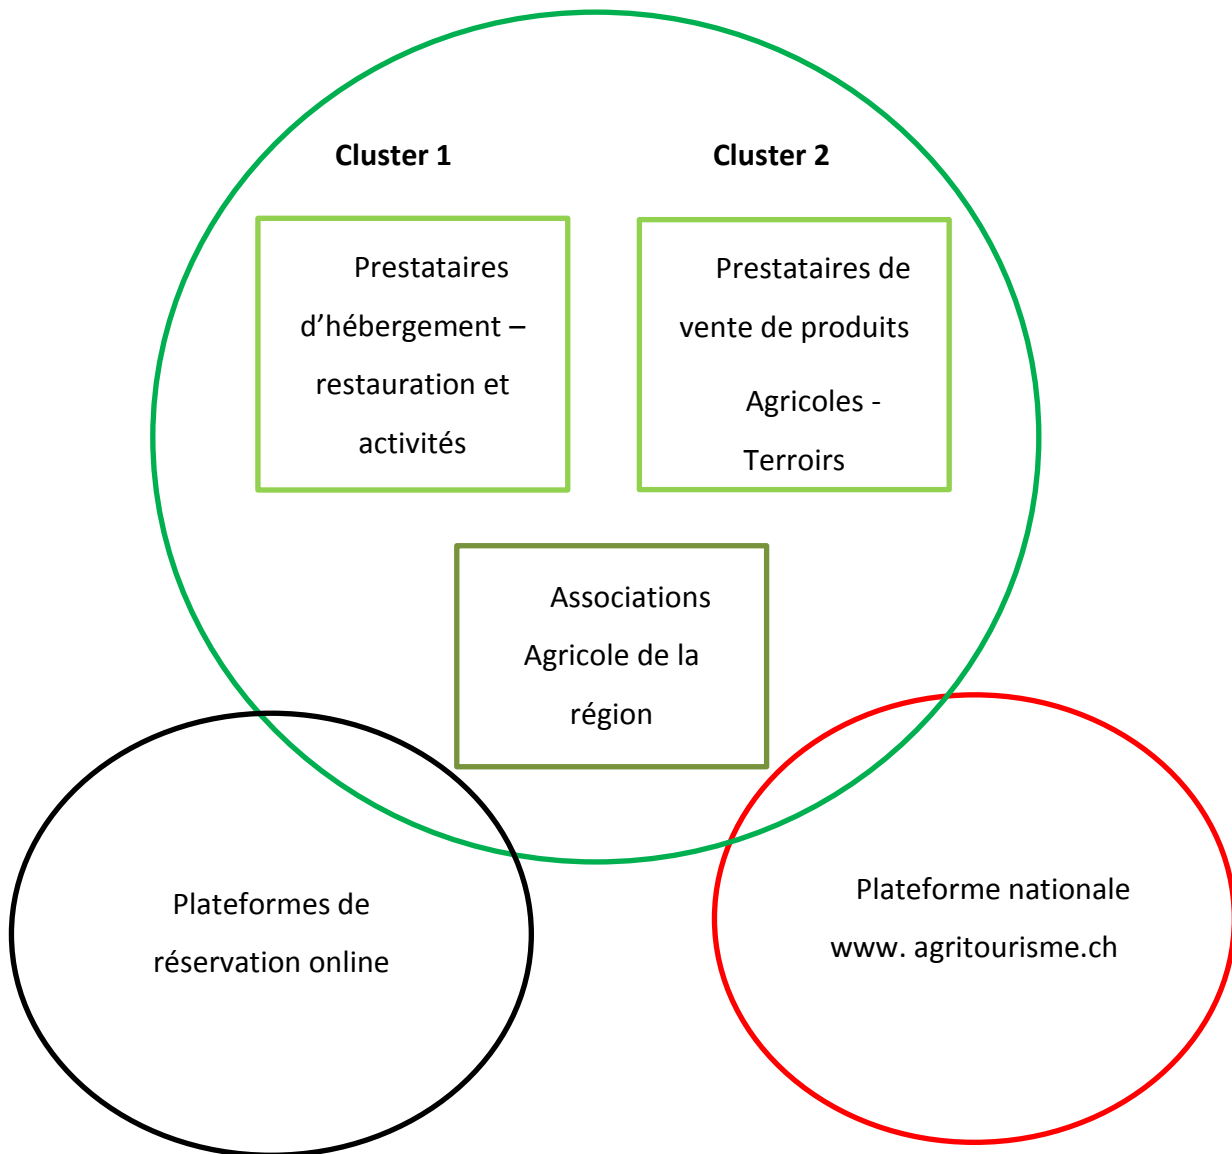 Cluster 1
Cluster 2
Prestataires
d’hébergement –
restauration et
activités
Prestataires de
vente de produits
Agricoles -
Terroirs
Associations
Agricole de la
région
Plateformes de
réservation online
Plateforme nationale
www. agritourisme.ch